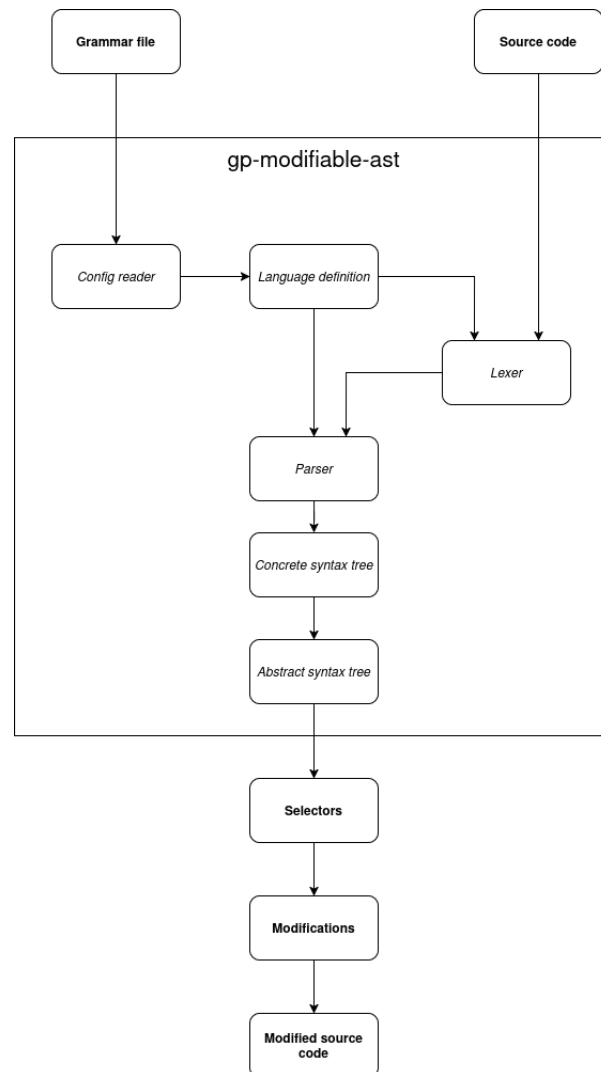 Grammar file
Source code
gp-modifiable-ast
Config reader
Language definition
Lexer
Parser
Concrete syntax tree
Abstract syntax tree
Selectors
Modifications
Modified source
code